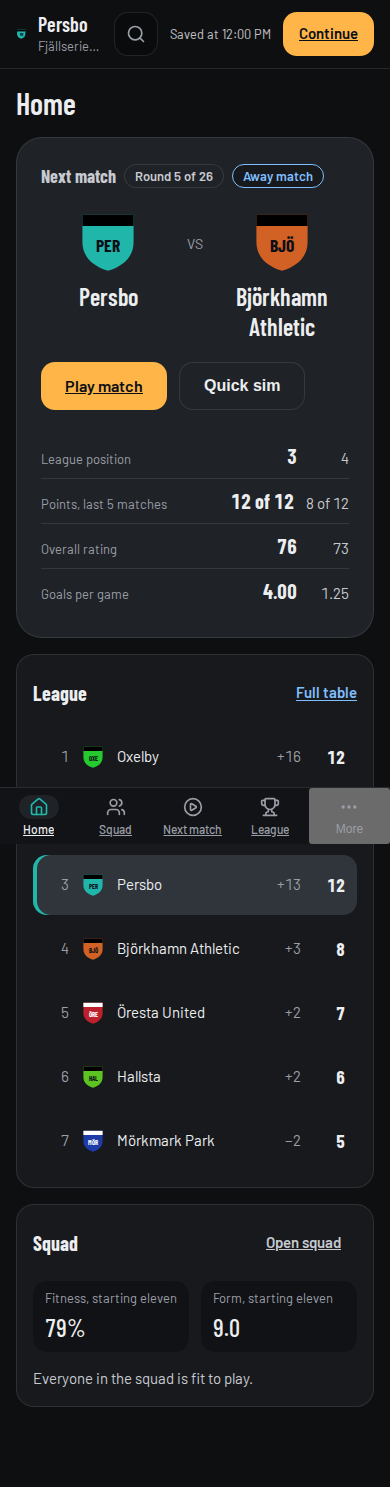 Persbo
Fjällserie...
Saved at 12:00 PM
Continue
Home
Next match Round 5 of 26 Away match
PER VS BJÖ
Persbo Björkhamn
Athletic
Play match Quick sim
League position 3 4
Points, last 5 matches 12 of 12 8 of 12
Overall rating 76 73
Goals per game 4.00 1.25
League Full table
1 OXE Oxelby +16 12
Home Squad Next match League More
3 PER Persbo +13 12
4 BJÖ Björkhamn Athletic +3 8
5 ÖRE Öresta United +2 7
6 HAL Hallsta +2 6
7 MÖR Mörkmark Park −2 5
Squad Open squad
Fitness, starting eleven Form, starting eleven
79% 9.0
Everyone in the squad is fit to play.